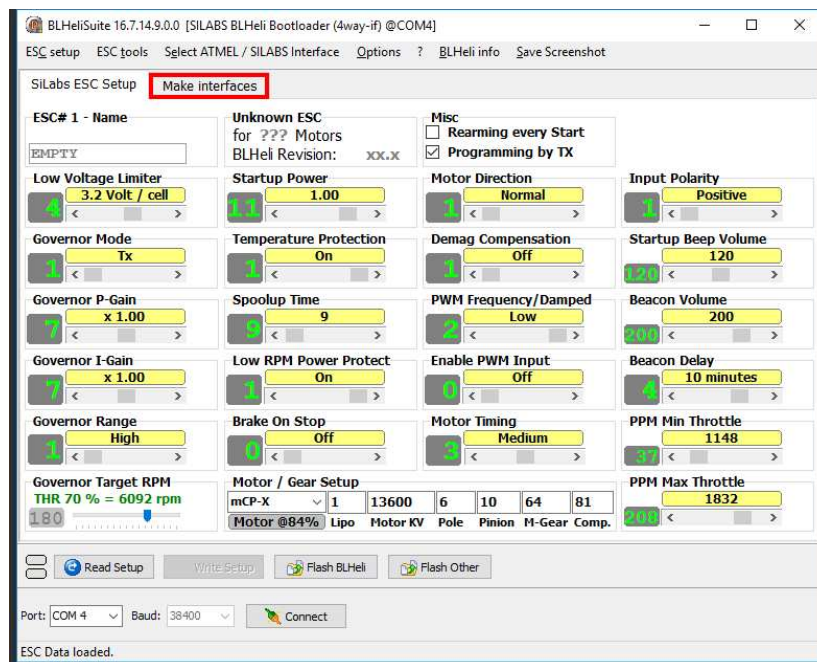 BLHeliSuite 16.7.14.9.0.0 [SILABS BLHeli Bootloader (4way-if) @COM4]
ESC setup ESC tools Select ATMEL / SILABS Interface Options ? BLHeli info Save Screenshot
SiLabs ESC Setup Make interfaces
ESC# 1 - Name Unknown ESC Misc
for ??? Motors Rearming every Start
EMPTY BLHeli Revision: xx.x Programming by TX
Low Voltage Limiter Startup Power Motor Direction Input Polarity
4 3.2 Volt / cell 11 1.00 1 Normal 1 Positive
Governor Mode Temperature Protection Demag Compensation Startup Beep Volume
1 Tx 1 On 1 Off 120 120
Governor P-Gain Spoolup Time PWM Frequency/Damped Beacon Volume
7 x 1.00 9 9 2 Low 200 200
Governor I-Gain Low RPM Power Protect Enable PWM Input Beacon Delay
7 x 1.00 1 On 0 Off 4 10 minutes
Governor Range Brake On Stop Motor Timing PPM Min Throttle
1 High 0 Off 3 Medium 37 1148
Governor Target RPM Motor / Gear Setup PPM Max Throttle
THR 70 % = 6092 rpm mCP-X 1 13600 6 10 64 81 1832
180 Motor @84% Lipo Motor KV Pole Pinion M-Gear Comp. 208
Read Setup Write Setup Flash BLHeli Flash Other
Port: COM 4 Baud: 38400 Connect
ESC Data loaded.